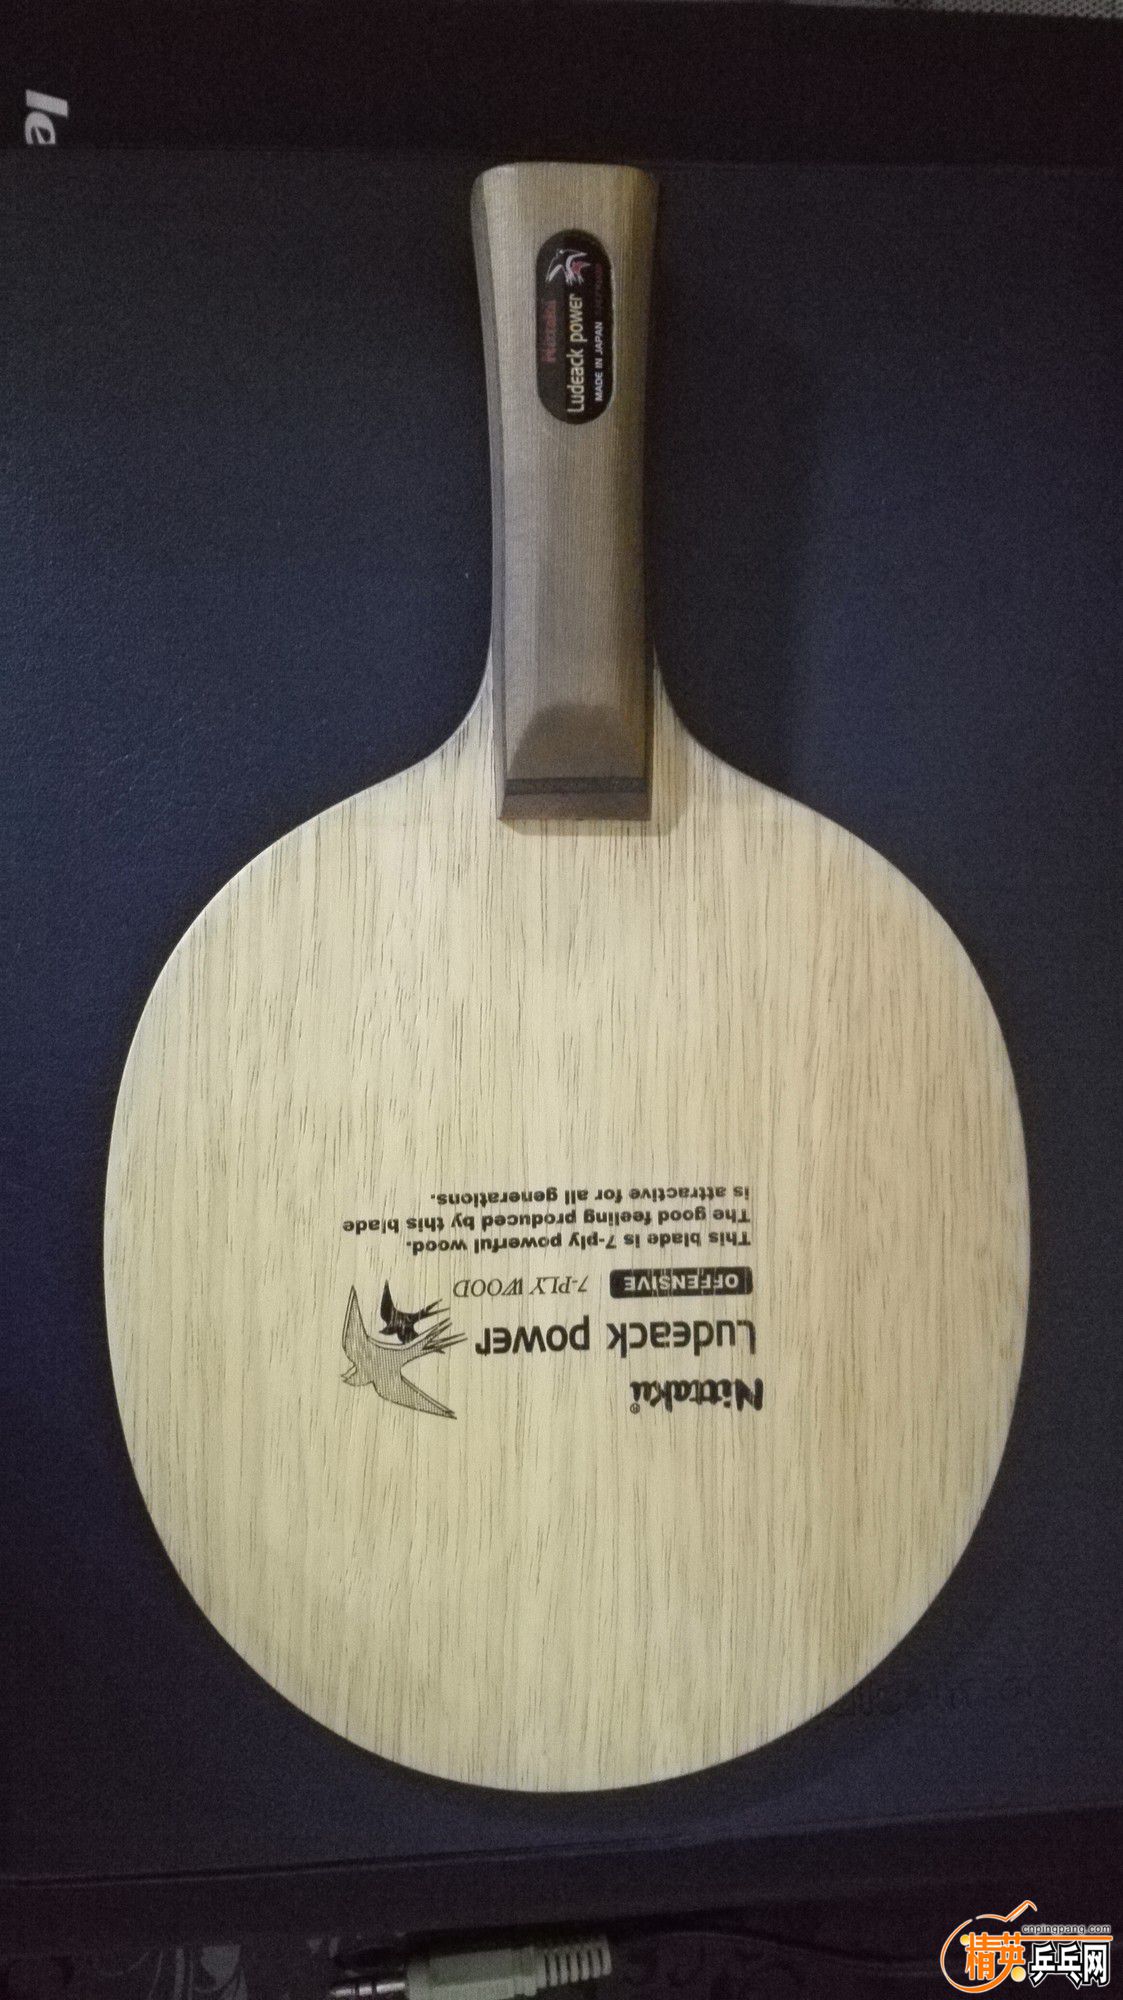 le
Nittaku
Ludeack power
MADE IN JAPAN
Nittaku®
Ludeack power
OFFENSIVE 7-PLY WOOD
This blade is 7-ply powerful wood.
The good feeling produced by this blade
is attractive for all generations.
cnpingpang.com
精英乒乓网